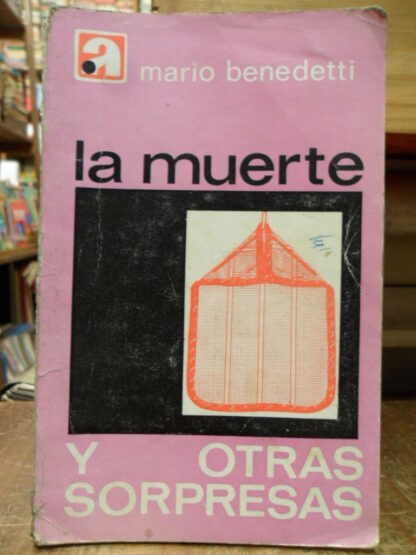 a
mario benedetti
la muerte
Y OTRAS
SORPRESAS